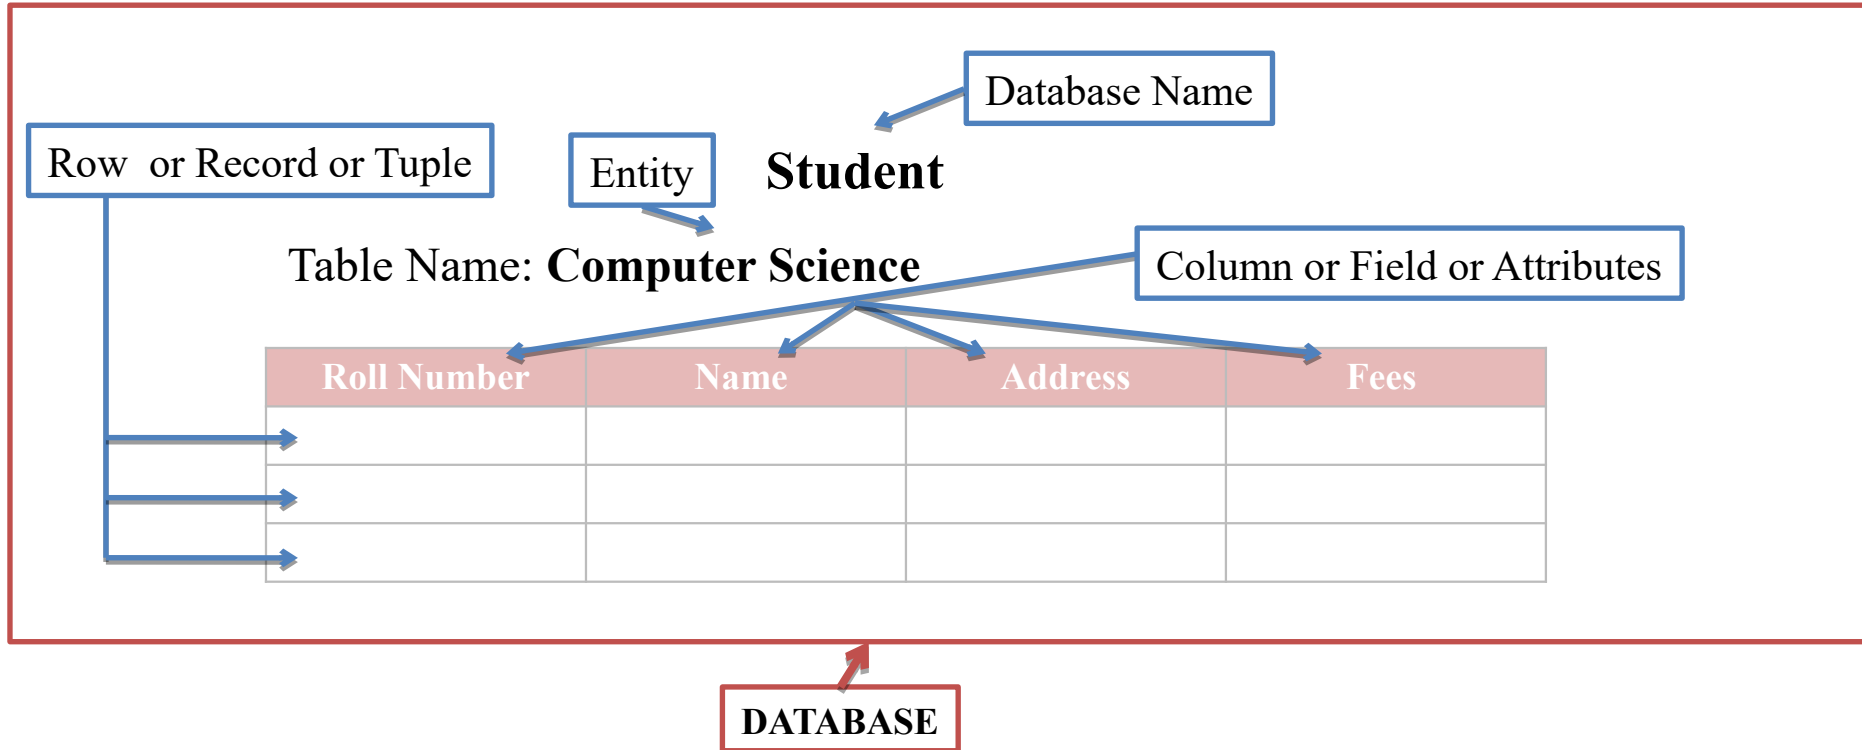 Database Name
Row or Record or Tuple
Entity
Student
Table Name: Computer Science
Column or Field or Attributes
Roll Number Name Address Fees
DATABASE